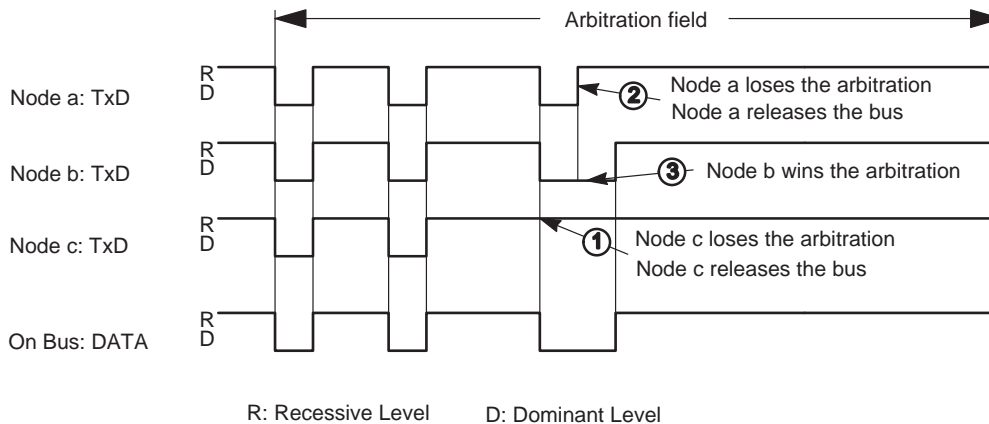 Arbitration field
Node a: TxD
R
D
2
Node a loses the arbitration
Node a releases the bus
Node b: TxD
R
D
3
Node b wins the arbitration
Node c: TxD
R
D
1
Node c loses the arbitration
Node c releases the bus
On Bus: DATA
R
D
R: Recessive Level D: Dominant Level